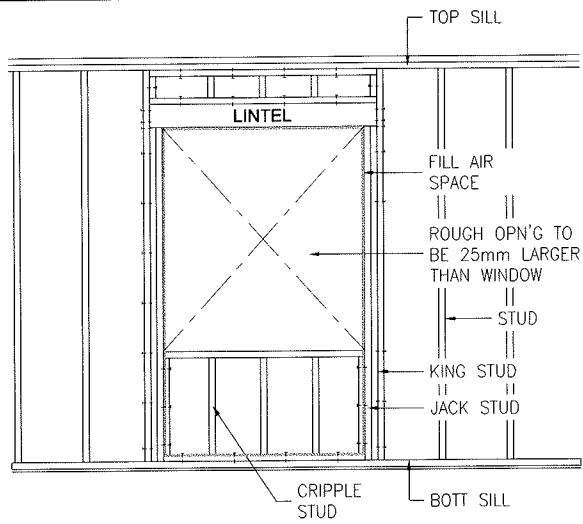 TOP SILL
LINTEL
FILL AIR
SPACE
ROUGH OPN'G TO
BE 25mm LARGER
THAN WINDOW
STUD
KING STUD
JACK STUD
CRIPPLE
STUD
BOTT SILL